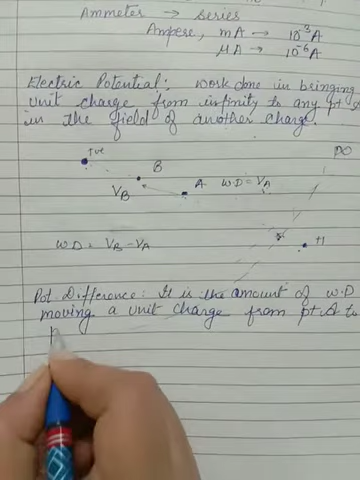 Ammeter → series
Ampere, mA → 10⁻³A
μA → 10⁻⁶A
Electric Potential: Work done in bringing
unit charge from infinity to any pt
in the field of another charge.
+ve
B
A W.D = VA
VB
WD = VB - VA
Pot. Difference: It is the amount of W.D
moving a unit charge from pt A to